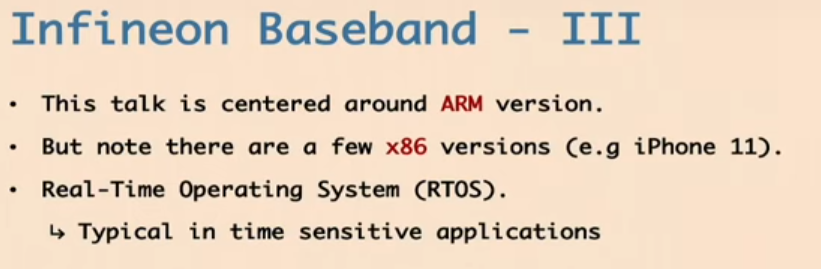 Infineon Baseband - III
• This talk is centered around ARM version.
• But note there are a few x86 versions (e.g iPhone 11).
• Real-Time Operating System (RTOS).
↳ Typical in time sensitive applications